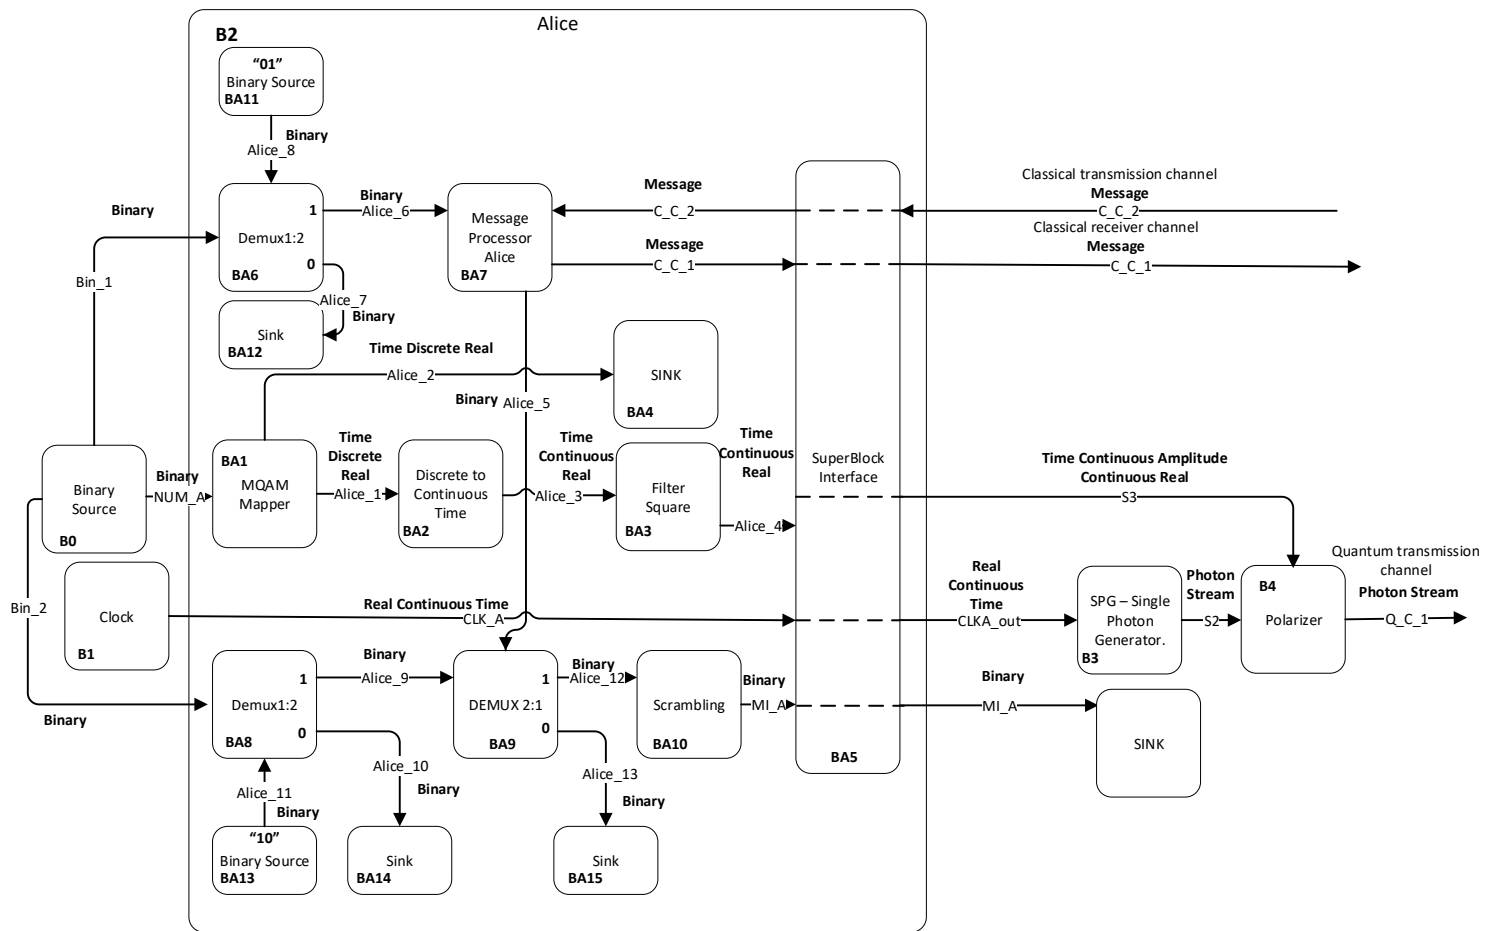 Alice
B2
“01”
Binary Source
BA11
Binary
Alice_8
Binary
1
Demux1:2
0
BA6
Binary
Alice_6
Message
Processor
Alice
BA7
Message
C_C_2
Message
C_C_1
Classical transmission channel
Message
C_C_2
Classical receiver channel
Message
C_C_1
Bin_1
Alice_7
Binary
Sink
BA12
Time Discrete Real
Alice_2
SINK
BA4
Binary
Alice_5
Binary
Source
B0
Binary
NUM_A
BA1
MQAM
Mapper
Time
Discrete
Real
Alice_1
Discrete to
Continuous
Time
BA2
Time
Continuous
Real
Alice_3
Filter
Square
BA3
Time
Continuous
Real
Alice_4
SuperBlock
Interface
BA5
Time Continuous Amplitude
Continuous Real
S3
Bin_2
Clock
B1
Real Continuous Time
CLK_A
Real
Continuous
Time
CLKA_out
SPG – Single
Photon
Generator.
B3
Photon
Stream
S2
B4
Polarizer
Quantum transmission
channel
Photon Stream
Q_C_1
Binary
1
Demux1:2
0
BA8
Binary
Alice_9
1
DEMUX 2:1
0
BA9
Binary
Alice_12
Scrambling
BA10
Binary
MI_A
Binary
MI_A
SINK
Alice_10
Binary
Alice_13
Binary
Alice_11
Binary
“10”
Binary Source
BA13
Sink
BA14
Sink
BA15